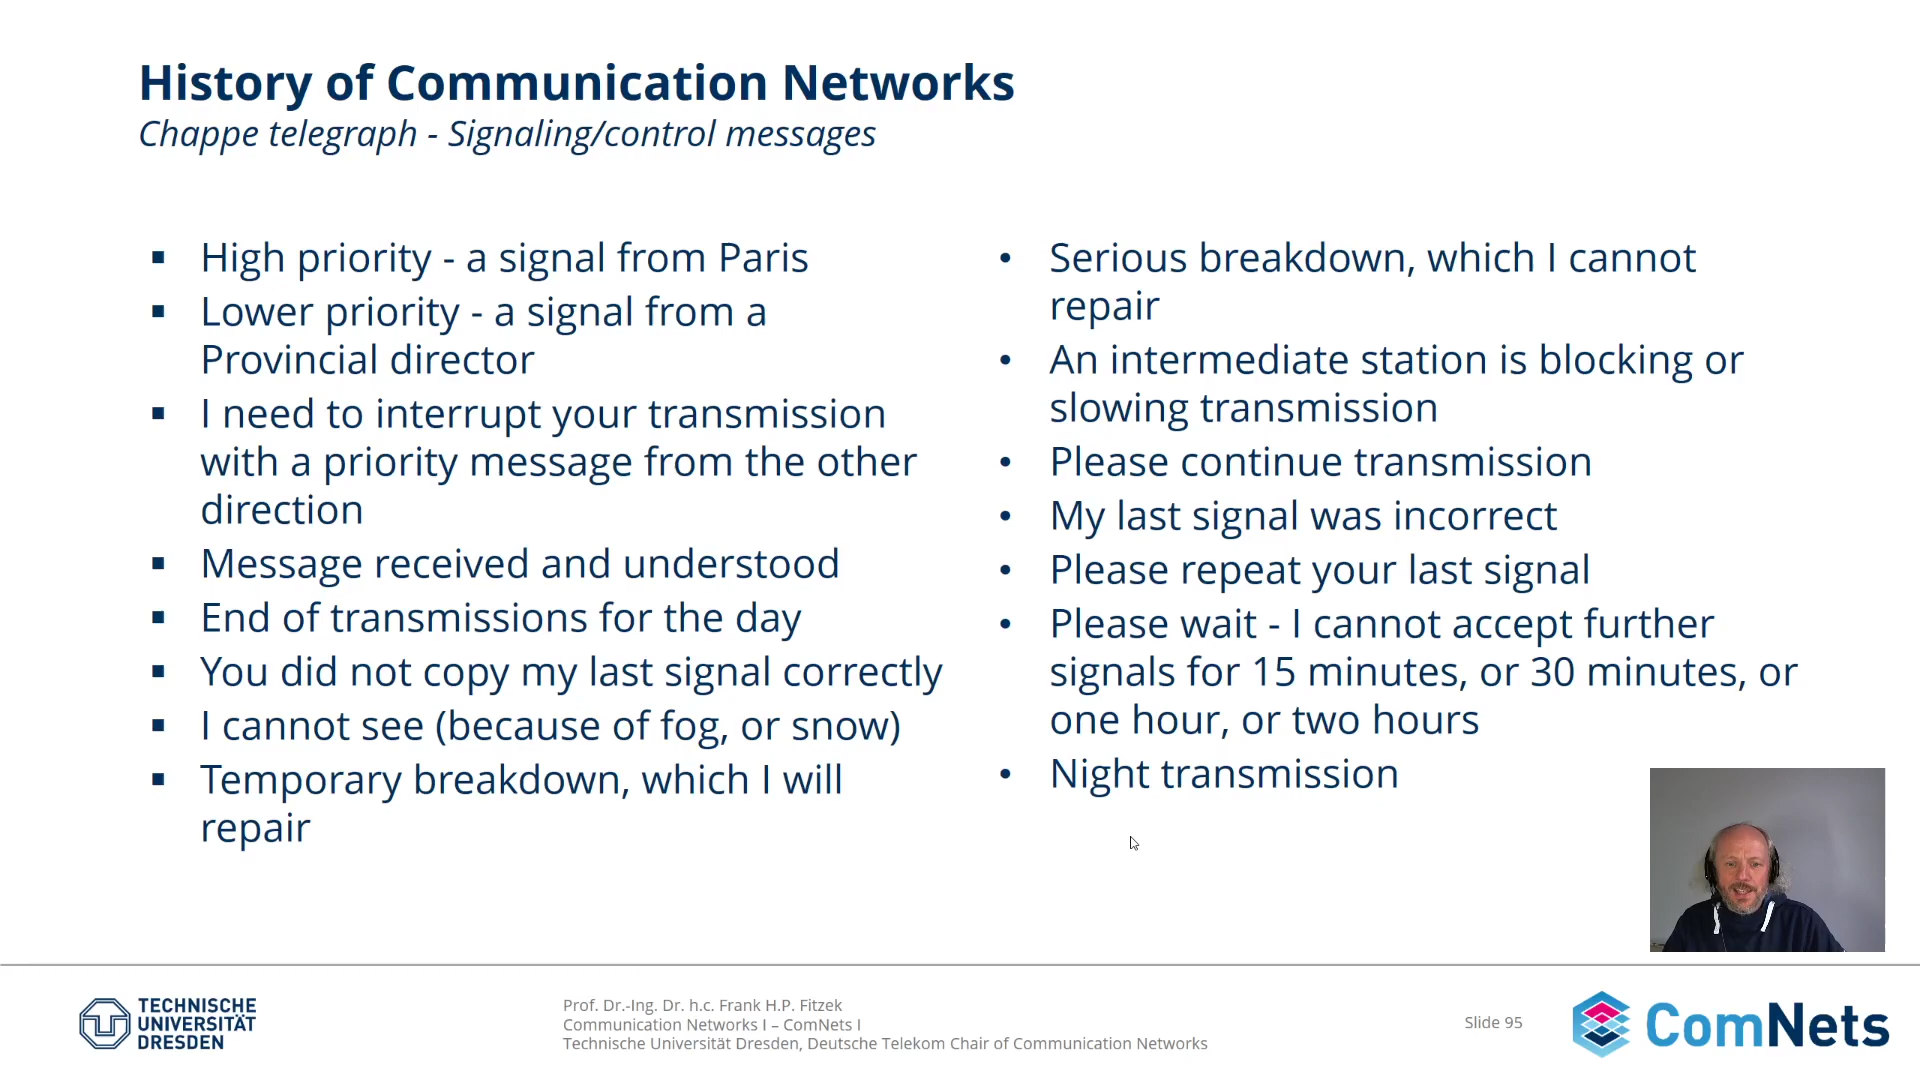 History of Communication Networks
Chappe telegraph - Signaling/control messages
▪ High priority - a signal from Paris
▪ Lower priority - a signal from a
Provincial director
▪ I need to interrupt your transmission
with a priority message from the other
direction
▪ Message received and understood
▪ End of transmissions for the day
▪ You did not copy my last signal correctly
▪ I cannot see (because of fog, or snow)
▪ Temporary breakdown, which I will
repair
• Serious breakdown, which I cannot
repair
• An intermediate station is blocking or
slowing transmission
• Please continue transmission
• My last signal was incorrect
• Please repeat your last signal
• Please wait - I cannot accept further
signals for 15 minutes, or 30 minutes, or
one hour, or two hours
• Night transmission
TECHNISCHE
UNIVERSITÄT
DRESDEN
Prof. Dr.-Ing. Dr. h.c. Frank H.P. Fitzek
Communication Networks I – ComNets I
Technische Universität Dresden, Deutsche Telekom Chair of Communication Networks
Slide 95
ComNets